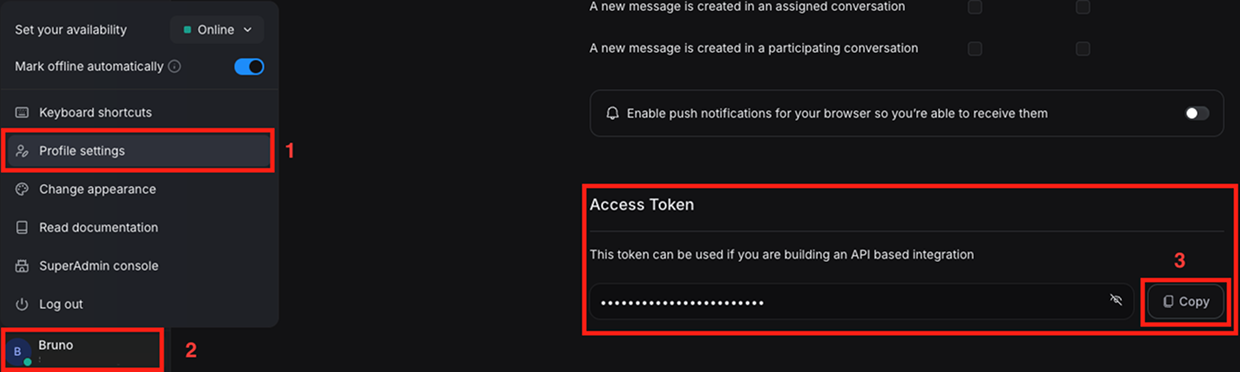 Set your availability
Online
Mark offline automatically
Keyboard shortcuts
Profile settings
1
Change appearance
Read documentation
SuperAdmin console
Log out
B
Bruno
2
A new message is created in an assigned conversation
A new message is created in a participating conversation
Enable push notifications for your browser so you're able to receive them
Access Token
This token can be used if you are building an API based integration
3
••••••••••••••••••••••••
Copy